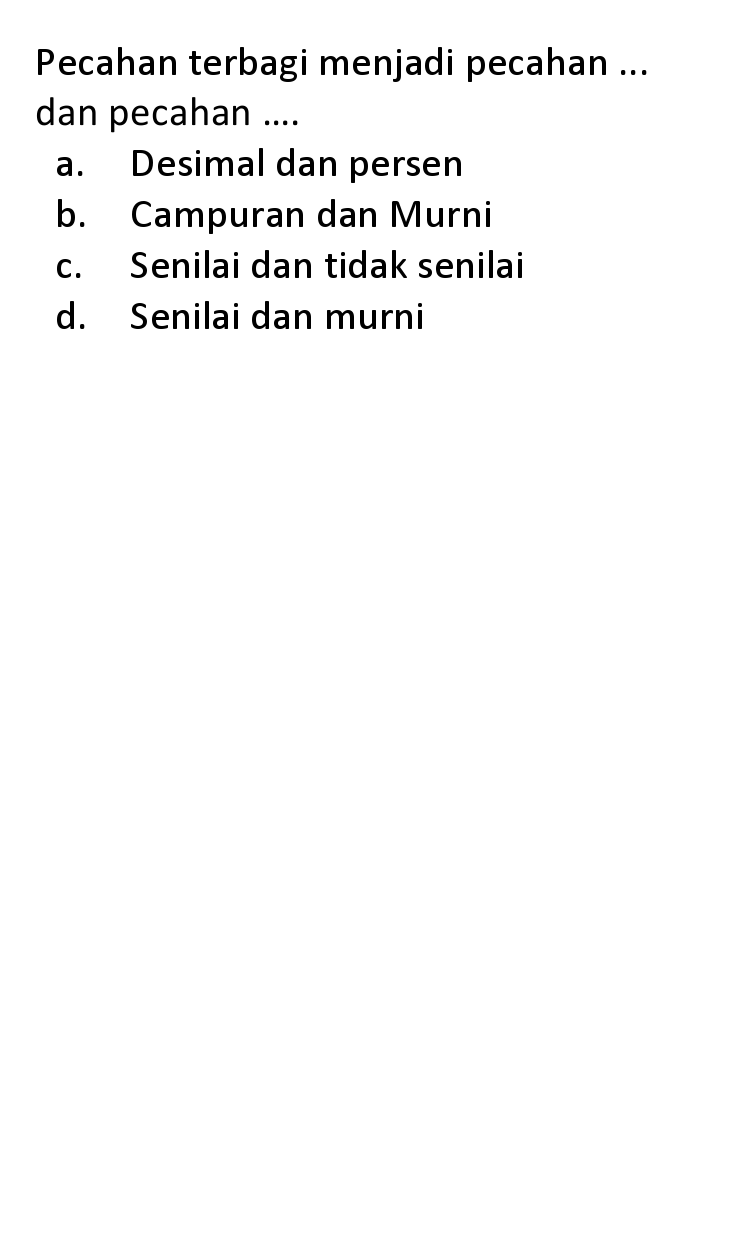 Pecahan terbagi menjadi pecahan ...
dan pecahan ....
a. Desimal dan persen
b. Campuran dan Murni
c. Senilai dan tidak senilai
d. Senilai dan murni